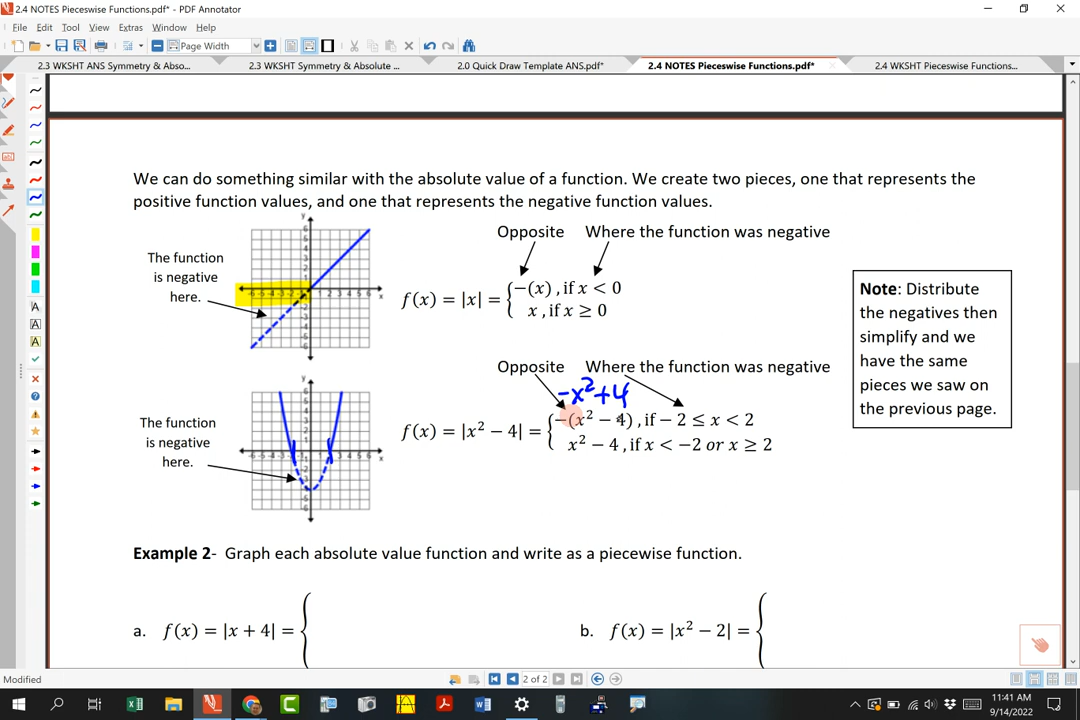 2.4 NOTES Pieceswise Functions.pdf* - PDF Annotator
File Edit Tool View Extras Window Help
Page Width
2.3 WKSHT ANS Symmetry & Abso... 2.3 WKSHT Symmetry & Absolute ... 2.0 Quick Draw Template ANS.pdf* 2.4 NOTES Pieceswise Functions.pdf* 2.4 WKSHT Pieceswise Functions...
We can do something similar with the absolute value of a function. We create two pieces, one that represents the
positive function values, and one that represents the negative function values.
Opposite Where the function was negative
The function
is negative
here.
f(x) = |x| = { −(x) , if x < 0
x , if x ≥ 0
Note: Distribute
the negatives then
simplify and we
have the same
pieces we saw on
the previous page.
Opposite Where the function was negative
-x²+4
The function
is negative
here.
f(x) = |x² − 4| = { −(x² − 4) , if − 2 ≤ x < 2
x² − 4 , if x < −2 or x ≥ 2
Example 2- Graph each absolute value function and write as a piecewise function.
a. f(x) = |x + 4| = {
b. f(x) = |x² − 2| = {
2 of 2
Modified
11:41 AM
9/14/2022